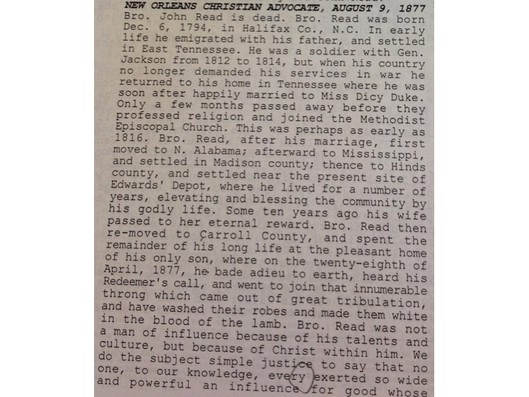 NEW ORLEANS CHRISTIAN ADVOCATE, AUGUST 9, 1877
Bro. John Read is dead. Bro. Read was born
Dec. 6, 1794, in Halifax Co., N.C. In early
life he emigrated with his father, and settled
in East Tennessee. He was a soldier with Gen.
Jackson from 1812 to 1814, but when his country
no longer demanded his services in war he
returned to his home in Tennessee where he was
soon after happily married to Miss Dicy Duke.
Only a few months passed away before they
professed religion and joined the Methodist
Episcopal Church. This was perhaps as early as
1816. Bro. Read, after his marriage, first
moved to N. Alabama; afterward to Mississippi,
and settled in Madison county; thence to Hinds
county, and settled near the present site of
Edwards' Depot, where he lived for a number of
years, elevating and blessing the community by
his godly life. Some ten years ago his wife
passed to her eternal reward. Bro. Read then
re-moved to Carroll County, and spent the
remainder of his long life at the pleasant home
of his only son, where on the twenty-eighth of
April, 1877, he bade adieu to earth, heard his
Redeemer's call, and went to join that innumerable
throng which came out of great tribulation,
and have washed their robes and made them white
in the blood of the lamb. Bro. Read was not
a man of influence because of his talents and
culture, but because of Christ within him. We
do the subject simple justice to say that no
one, to our knowledge, every exerted so wide
and powerful an influence for good whose